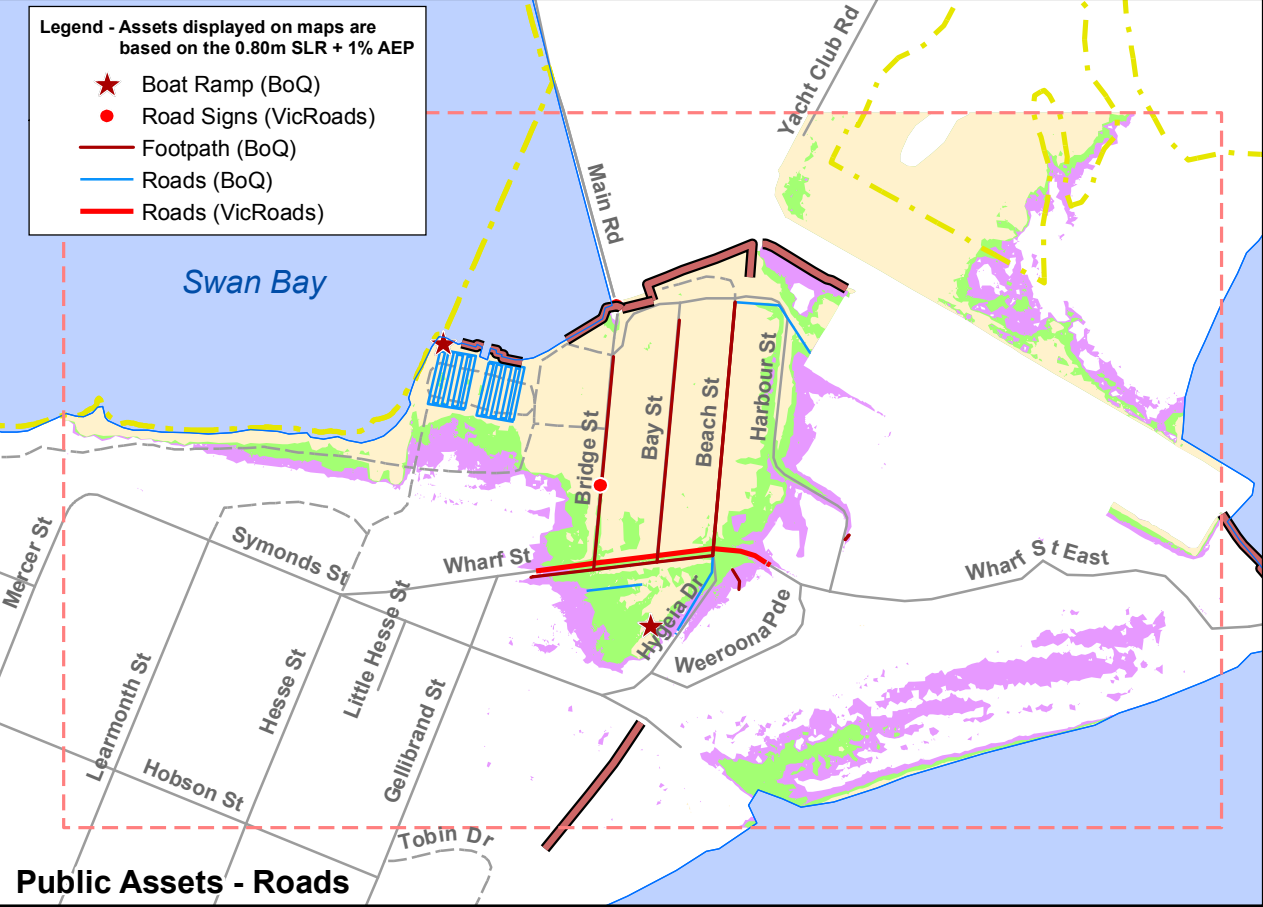 Legend - Assets displayed on maps are
based on the 0.80m SLR + 1% AEP
Boat Ramp (BoQ)
Road Signs (VicRoads)
Footpath (BoQ)
Roads (BoQ)
Roads (VicRoads)
Yacht Club Rd
Main Rd
Swan Bay
Harbour St
Beach St
Bay St
Bridge St
Mercer St
Symonds St
Wharf St
Wharf St East
Little Hesse St
Hygeia Dr
Weeroona Pde
Learmonth St
Hesse St
Gellibrand St
Hobson St
Tobin Dr
Public Assets - Roads